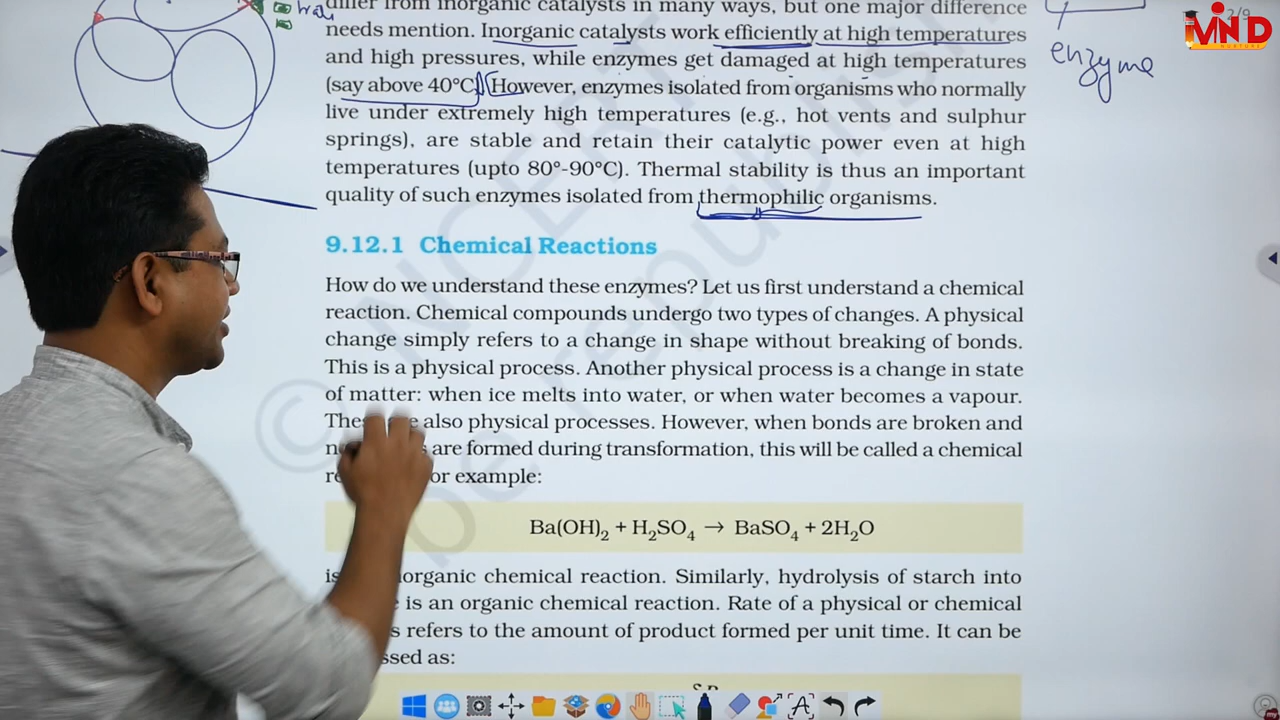 differ from inorganic catalysts in many ways, but one major difference
needs mention. Inorganic catalysts work efficiently at high temperatures
and high pressures, while enzymes get damaged at high temperatures
(say above 40°C). However, enzymes isolated from organisms who normally
live under extremely high temperatures (e.g., hot vents and sulphur
springs), are stable and retain their catalytic power even at high
temperatures (upto 80°-90°C). Thermal stability is thus an important
quality of such enzymes isolated from thermophilic organisms.
9.12.1 Chemical Reactions
How do we understand these enzymes? Let us first understand a chemical
reaction. Chemical compounds undergo two types of changes. A physical
change simply refers to a change in shape without breaking of bonds.
This is a physical process. Another physical process is a change in state
of matter: when ice melts into water, or when water becomes a vapour.
also physical processes. However, when bonds are broken and
are formed during transformation, this will be called a chemical
or example:
Ba(OH)₂ + H₂SO₄ → BaSO₄ + 2H₂O
organic chemical reaction. Similarly, hydrolysis of starch into
is an organic chemical reaction. Rate of a physical or chemical
refers to the amount of product formed per unit time. It can be
ssed as:
enzyme
2/9
MIND
NURTURE
© NCERT
be republish